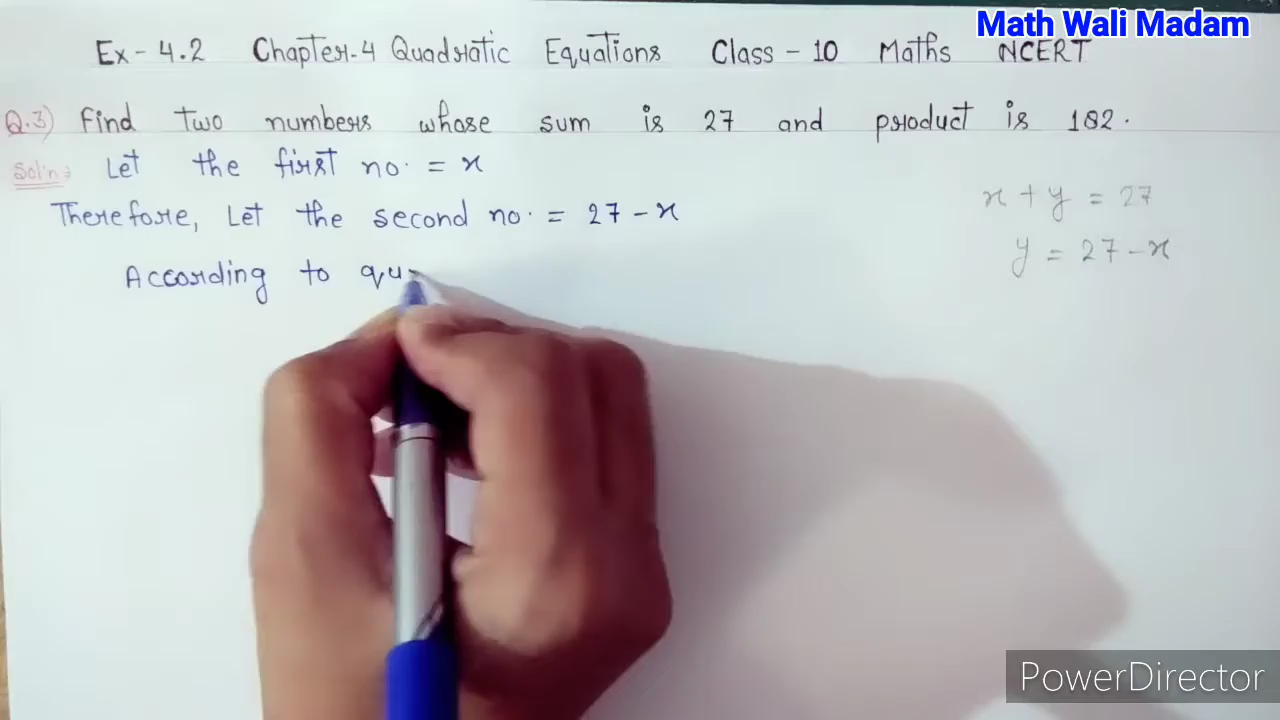 Math Wali Madam
Ex - 4.2 Chapter-4 Quadratic Equations Class - 10 Maths NCERT
Q.3) Find two numbers whose sum is 27 and product is 182.
Soln:- Let the first no. = x
Therefore, Let the second no. = 27 - x
x + y = 27
y = 27 - x
According to qu
PowerDirector